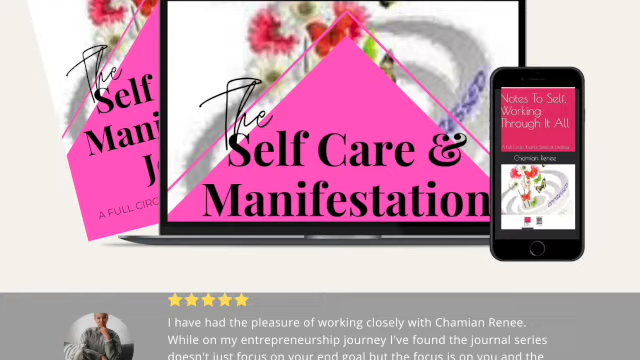 The
Self
Mani
J
A FULL CIRC
The
Self Care &
Manifestation
Notes To Self,
Working
Through It All
Chamian Renee
I have had the pleasure of working closely with Chamian Renee.
While on my entrepreneurship journey I've found the journal series
doesn't just focus on your end goal but the focus is on you and the